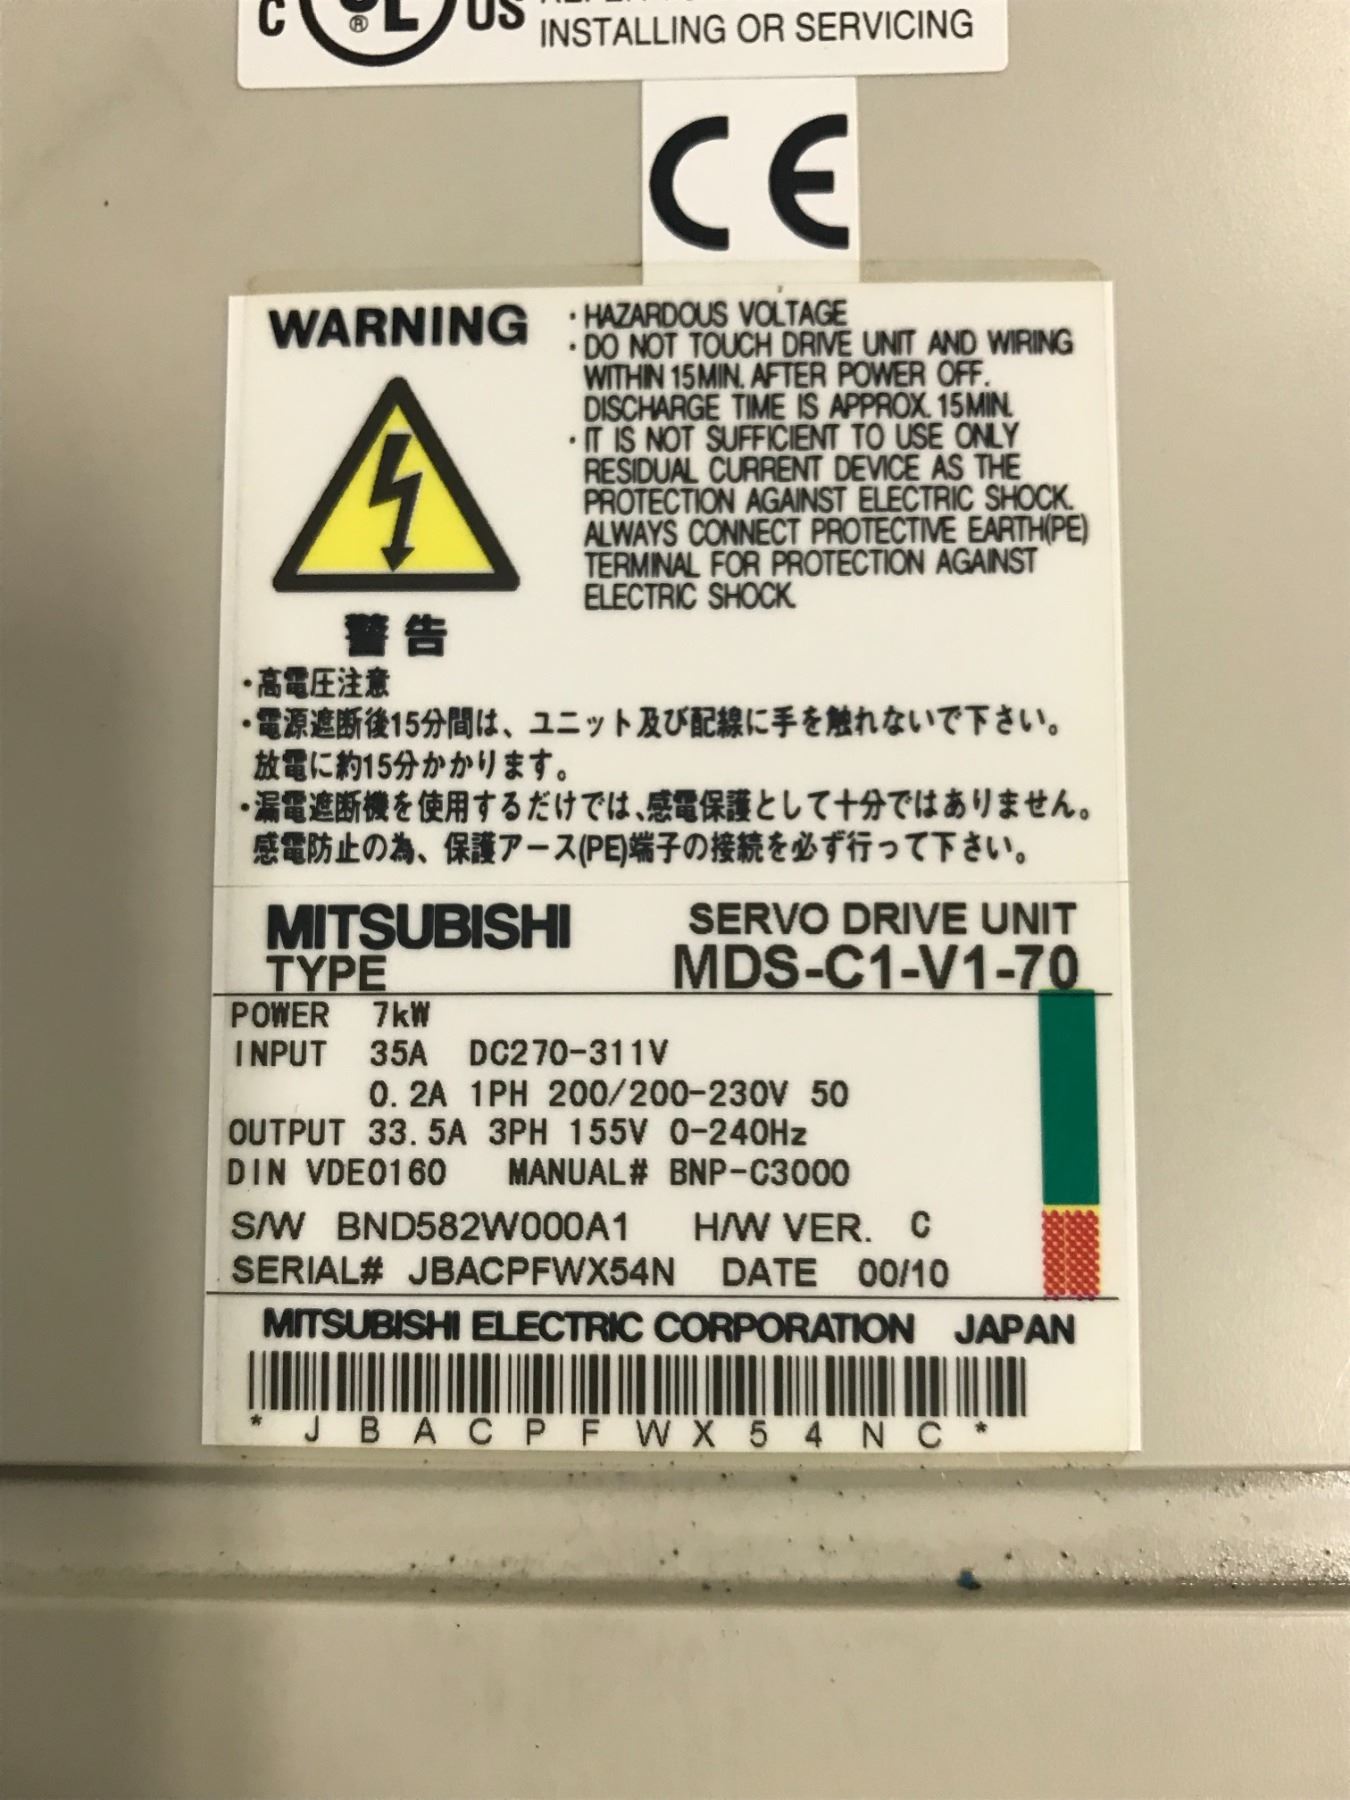 C UL US
®
INSTALLING OR SERVICING
CE
WARNING
・HAZARDOUS VOLTAGE
・DO NOT TOUCH DRIVE UNIT AND WIRING
WITHIN 15MIN. AFTER POWER OFF.
DISCHARGE TIME IS APPROX. 15MIN.
・IT IS NOT SUFFICIENT TO USE ONLY
RESIDUAL CURRENT DEVICE AS THE
PROTECTION AGAINST ELECTRIC SHOCK.
ALWAYS CONNECT PROTECTIVE EARTH(PE)
TERMINAL FOR PROTECTION AGAINST
ELECTRIC SHOCK.
警告
・高電圧注意
・電源遮断後15分間は、ユニット及び配線に手を触れないで下さい。
放電に約15分かかります。
・漏電遮断機を使用するだけでは、感電保護として十分ではありません。
感電防止の為、保護アース(PE)端子の接続を必ず行って下さい。
MITSUBISHI SERVO DRIVE UNIT
TYPE MDS-C1-V1-70
POWER 7kW
INPUT 35A DC270-311V
0.2A 1PH 200/200-230V 50
OUTPUT 33.5A 3PH 155V 0-240Hz
DIN VDE0160 MANUAL# BNP-C3000
S/W BND582W000A1 H/W VER. C
SERIAL# JBACPFWX54N DATE 00/10
MITSUBISHI ELECTRIC CORPORATION JAPAN
*JBACPFWX54NC*